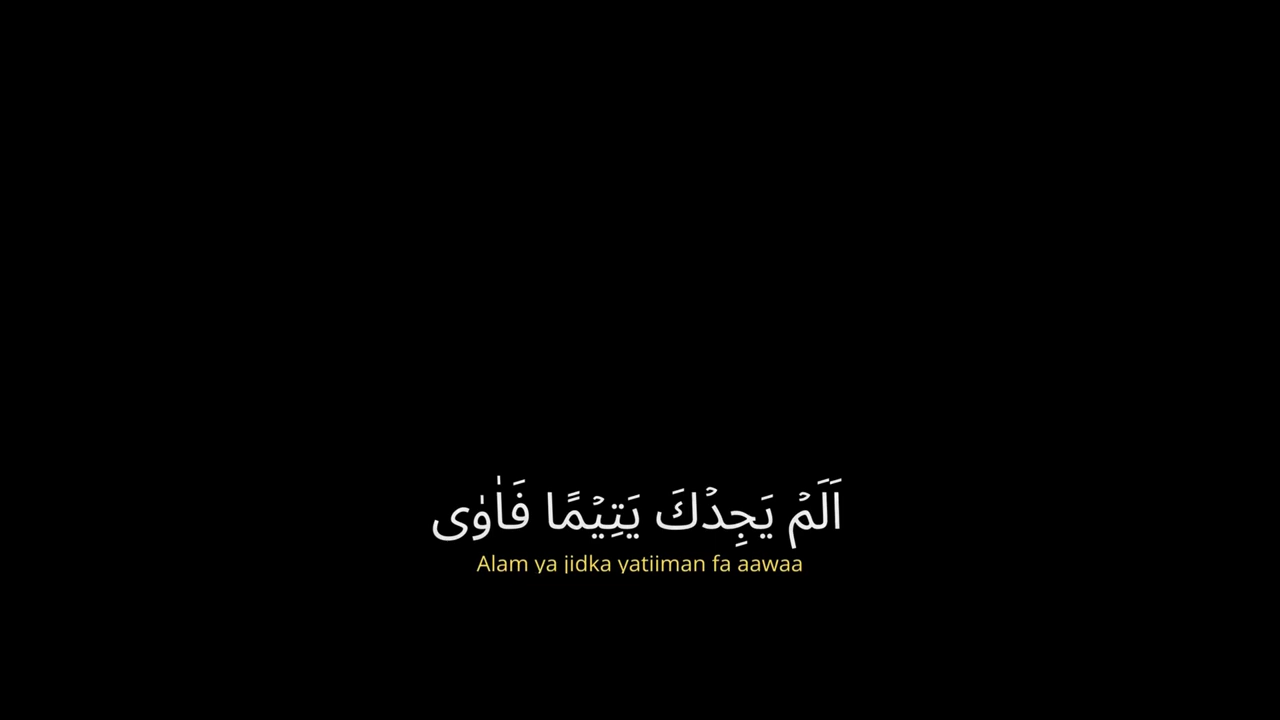 اَلَمۡ يَجِدۡكَ يَتِيۡمًا فَاٰوٰى
Alam ya jidka yatiiman fa aawaa